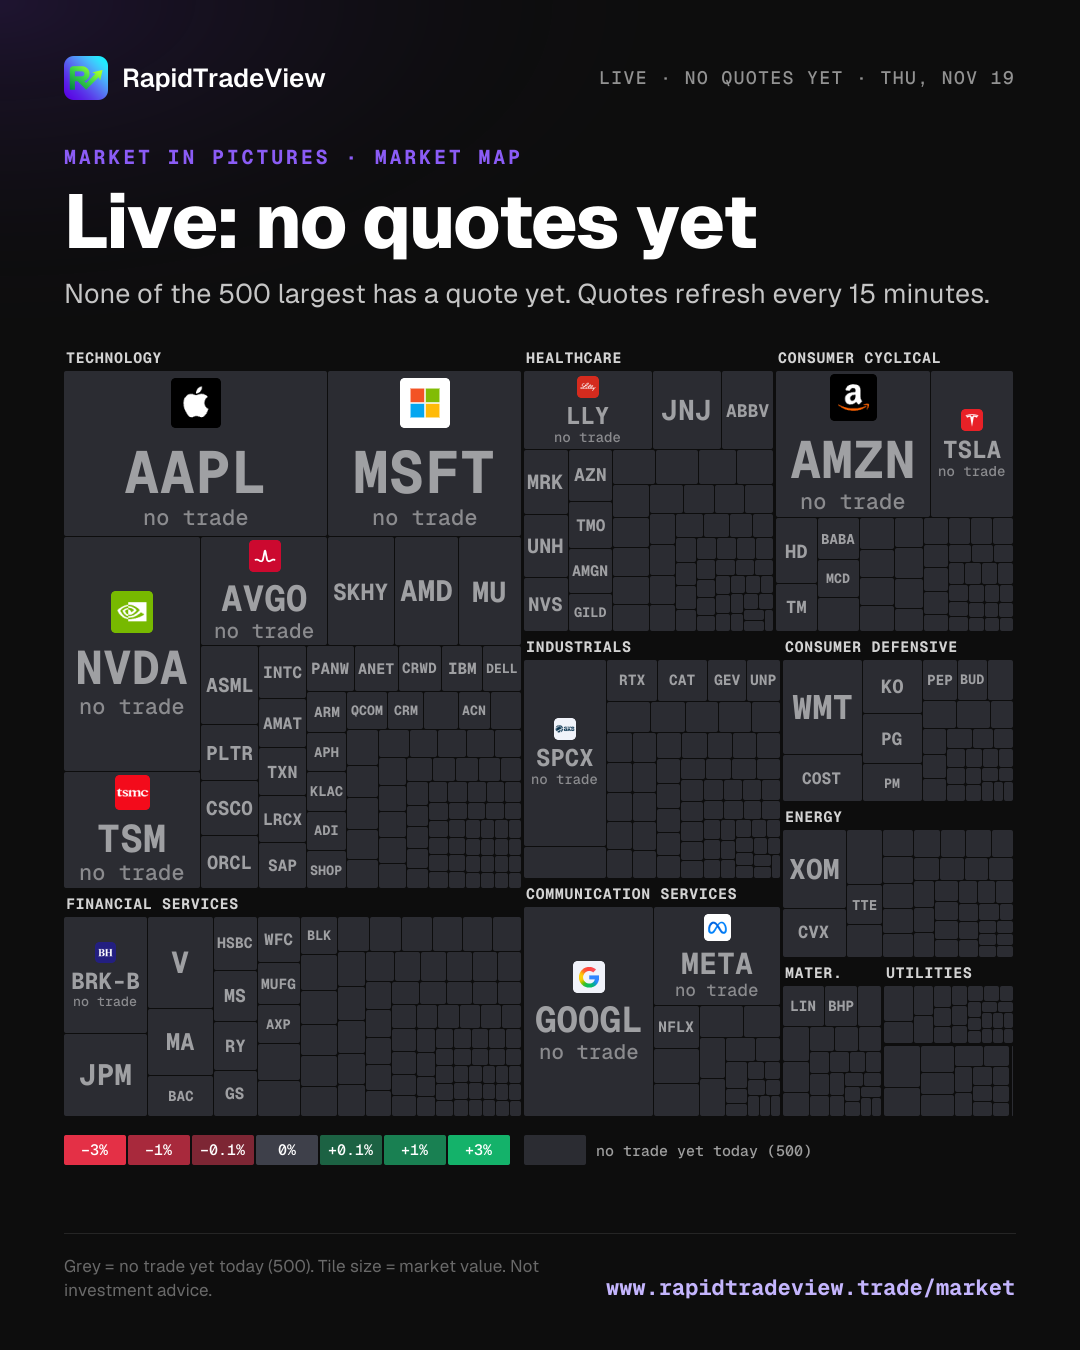 RapidTradeView
LIVE · NO QUOTES YET · THU, NOV 19
MARKET IN PICTURES · MARKET MAP
Live: no quotes yet
None of the 500 largest has a quote yet. Quotes refresh every 15 minutes.
TECHNOLOGY
AAPL
no trade
MSFT
no trade
NVDA
no trade
AVGO
no trade
SKHY
AMD
MU
tsmc
TSM
no trade
ASML
PLTR
CSCO
ORCL
INTC
AMAT
TXN
LRCX
SAP
PANW
ANET
CRWD
IBM
DELL
ARM
QCOM
CRM
ACN
APH
KLAC
ADI
SHOP
HEALTHCARE
Lilly
LLY
no trade
JNJ
ABBV
MRK
UNH
NVS
AZN
TMO
AMGN
GILD
CONSUMER CYCLICAL
AMZN
no trade
TSLA
no trade
HD
TM
BABA
MCD
INDUSTRIALS
SPCX
no trade
RTX
CAT
GEV
UNP
CONSUMER DEFENSIVE
WMT
COST
KO
PG
PM
PEP
BUD
ENERGY
XOM
CVX
TTE
FINANCIAL SERVICES
BH
BRK-B
no trade
JPM
V
MA
BAC
HSBC
MS
RY
GS
WFC
MUFG
AXP
BLK
COMMUNICATION SERVICES
GOOGL
no trade
META
no trade
NFLX
MATER.
LIN
BHP
UTILITIES
−3%
−1%
−0.1%
0%
+0.1%
+1%
+3%
no trade yet today (500)
Grey = no trade yet today (500). Tile size = market value. Not
investment advice.
www.rapidtradeview.trade/market